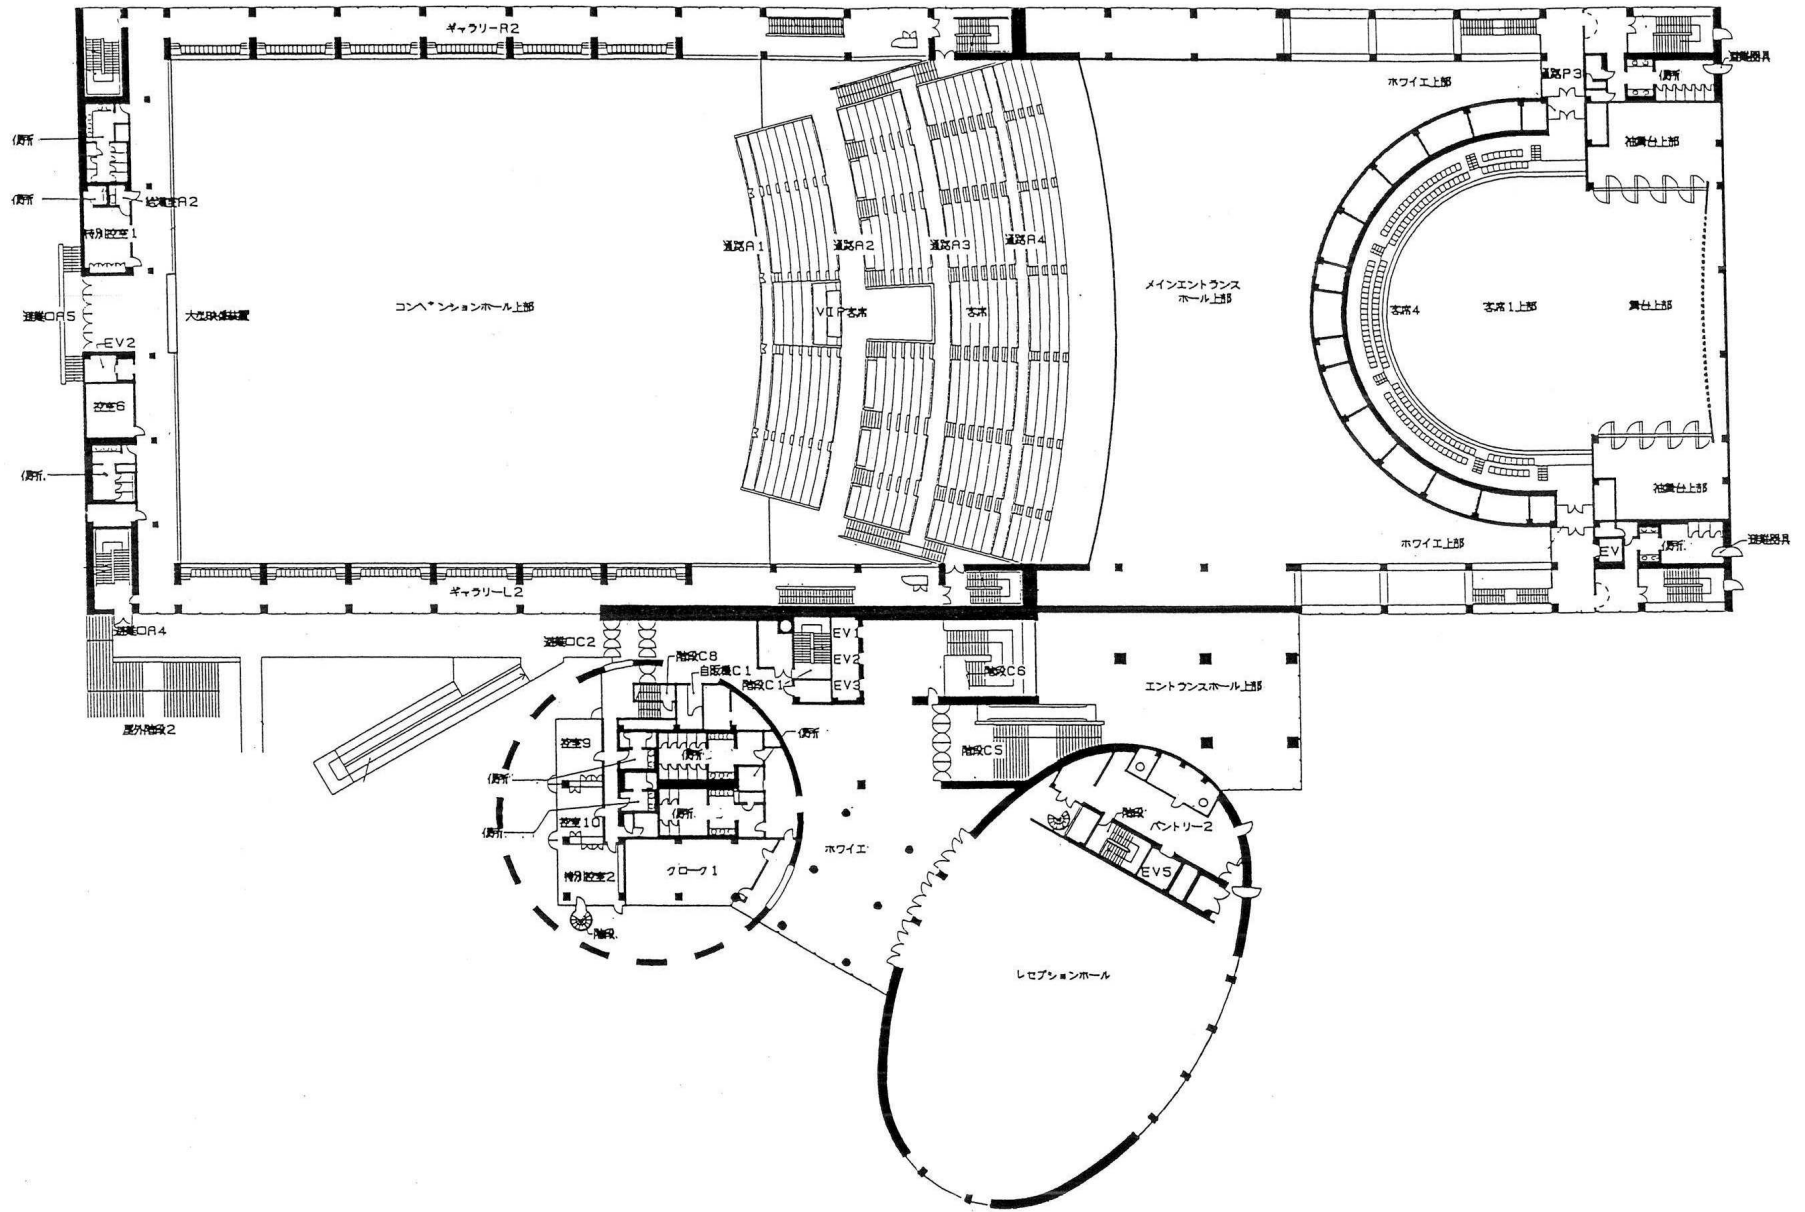 ギャラリーR2
避難器具
ホワイエ上部
通路P3
便所
便所
袖舞台上部
便所
給湯室A2
特別控室1
通路A1
通路A2
通路A3
通路A4
メインエントランス
ホール上部
コンベンションホール上部
大型映像装置
避難口A5
VIP客席
客席
客席4
客席1上部
舞台上部
EV2
控室6
便所
袖舞台上部
ホワイエ上部
EV
便所
避難器具
ギャラリーL2
避難口A4
避難口C2
EV1
EV2
EV3
階段C8
自販機C1
階段C1
階段C6
エントランスホール上部
屋外階段2
控室9
便所
便所
便所
階段C5
控室10
便所
便所
ホワイエ
階段
パントリー2
EV5
特別控室2
クローク1
階段
レセプションホール